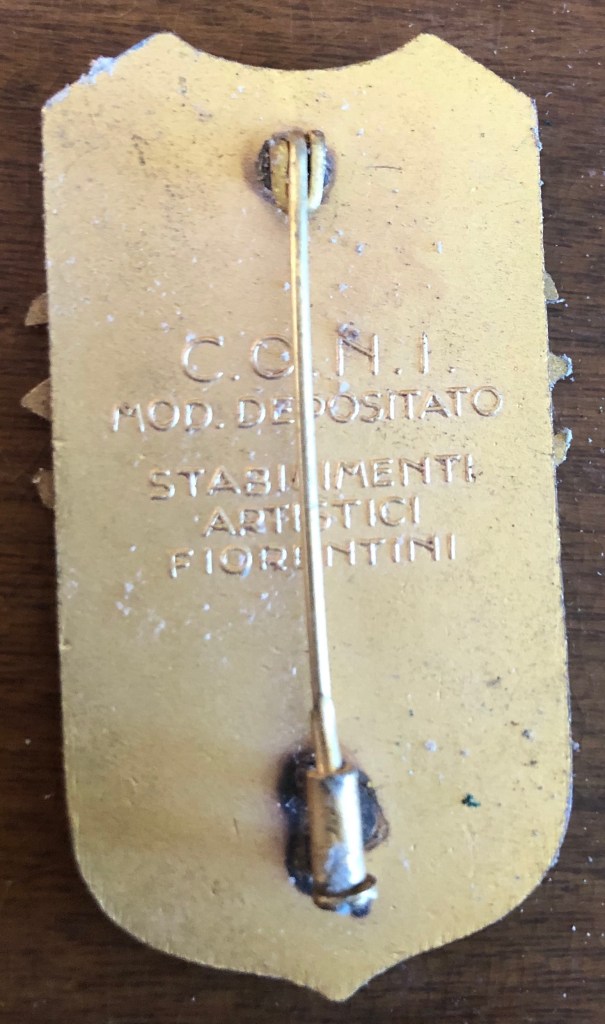 C.O.N.I.
MOD. DEPOSITATO
STABILIMENTI
ARTISTICI
FIORENTINI